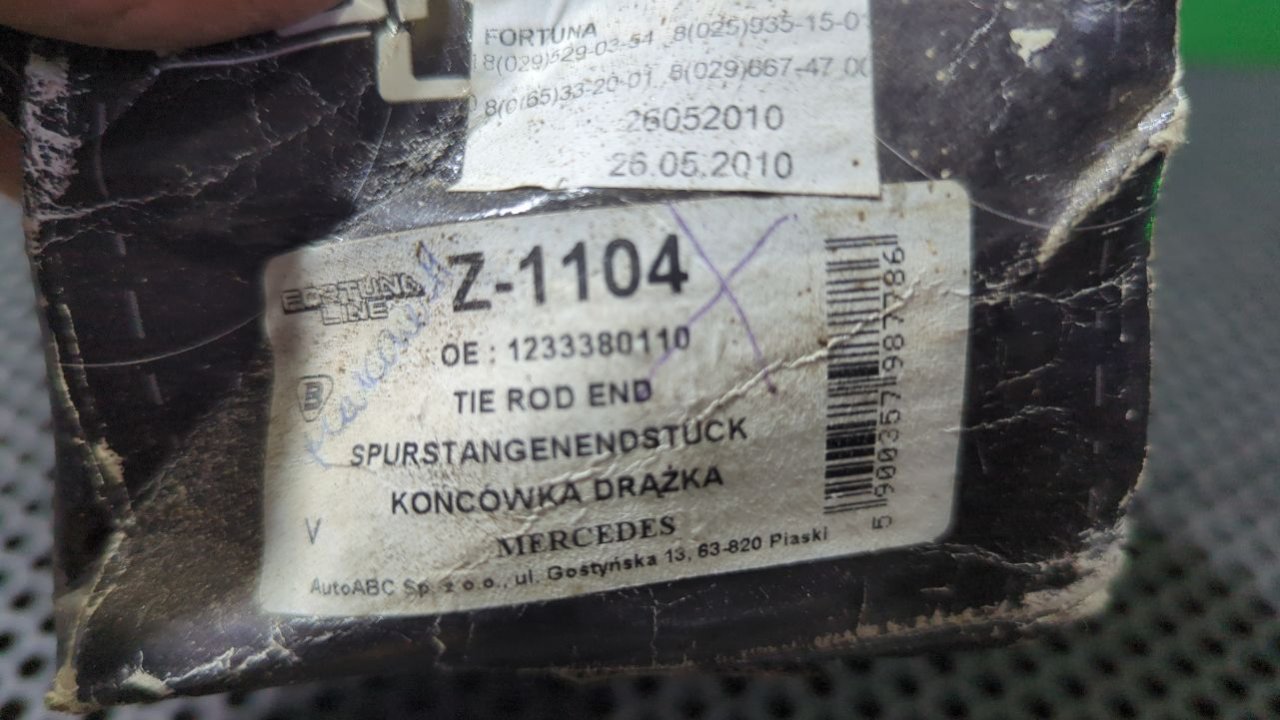 FORTUNA
8(029)529-03-54 8(025)935-15-0
8(0165)33-20-01 8(029)667-47 00
26052010
26.05.2010
FORTUNA
LINE
Z-1104
OE : 1233380110
B
TIE ROD END
SPURSTANGENENDSTUCK
KONCÓWKA DRĄŻKA
V
MERCEDES
AutoABC Sp. z o.o., ul. Gostyńska 13, 63-820 Piaski
5 900357 987786